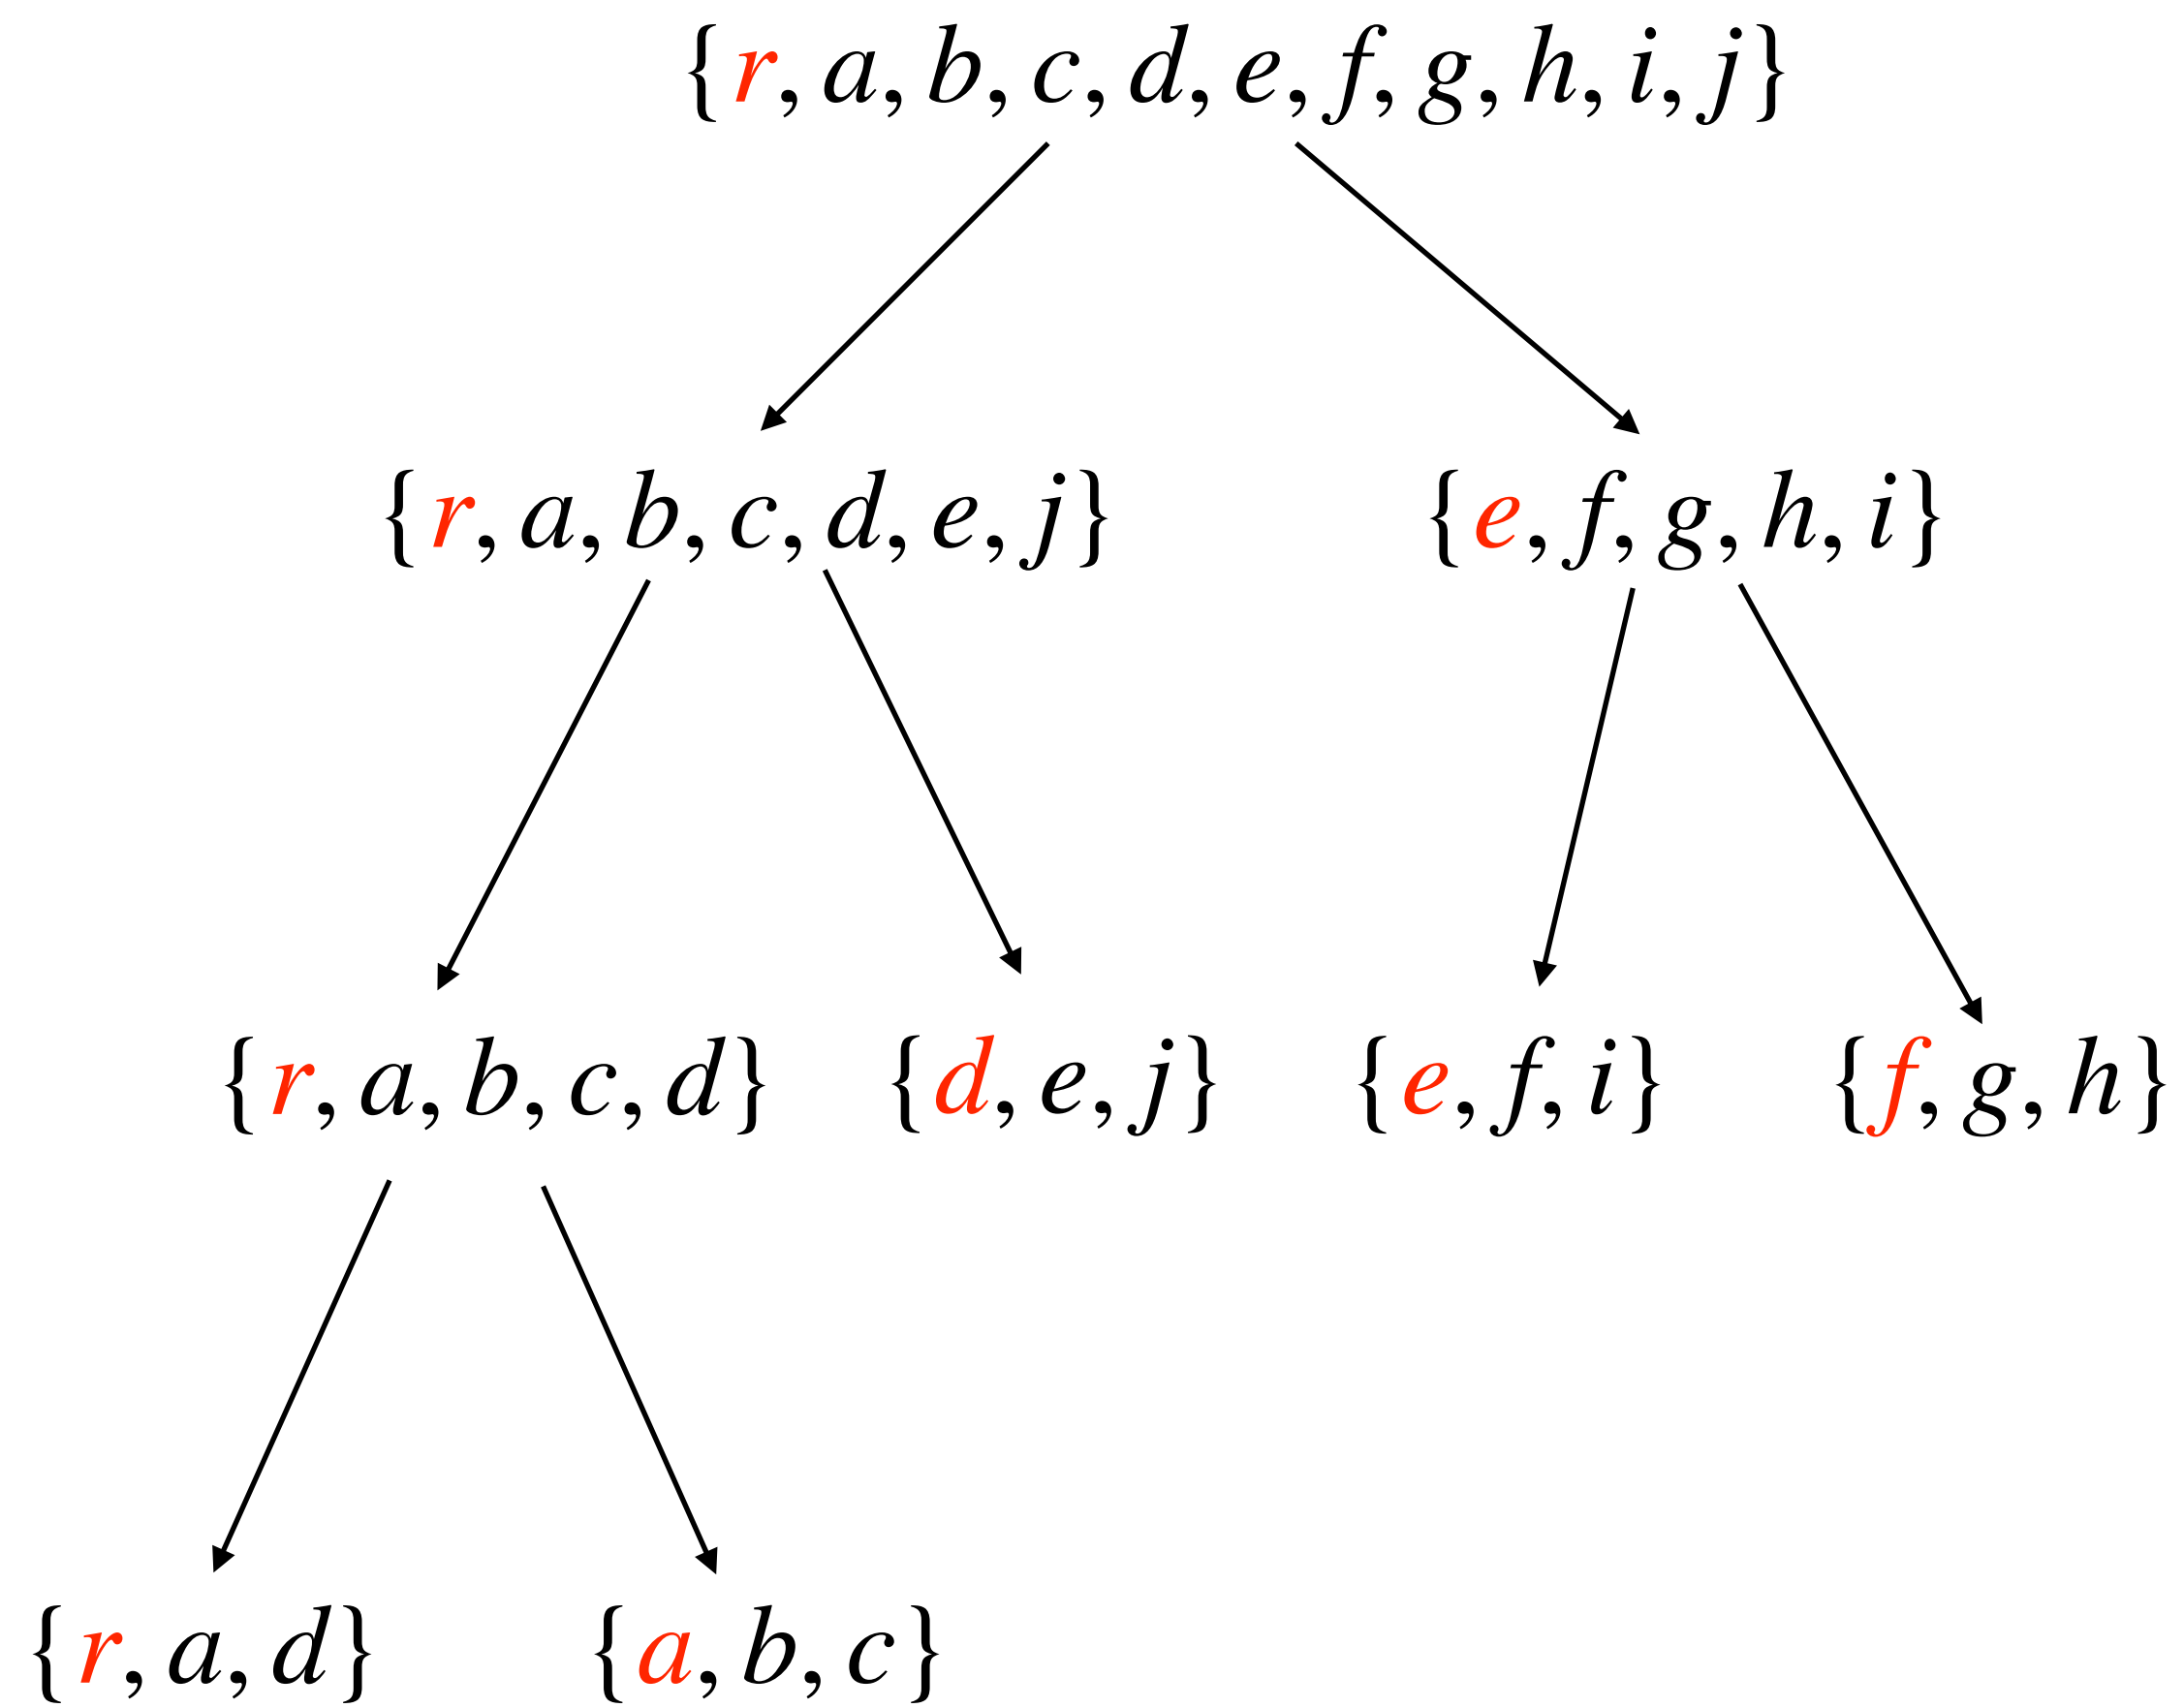 {r, a, b, c, d, e, f, g, h, i, j}
{r, a, b, c, d, e, j} {e, f, g, h, i}
{r, a, b, c, d} {d, e, j} {e, f, i} {f, g, h}
{r, a, d} {a, b, c}